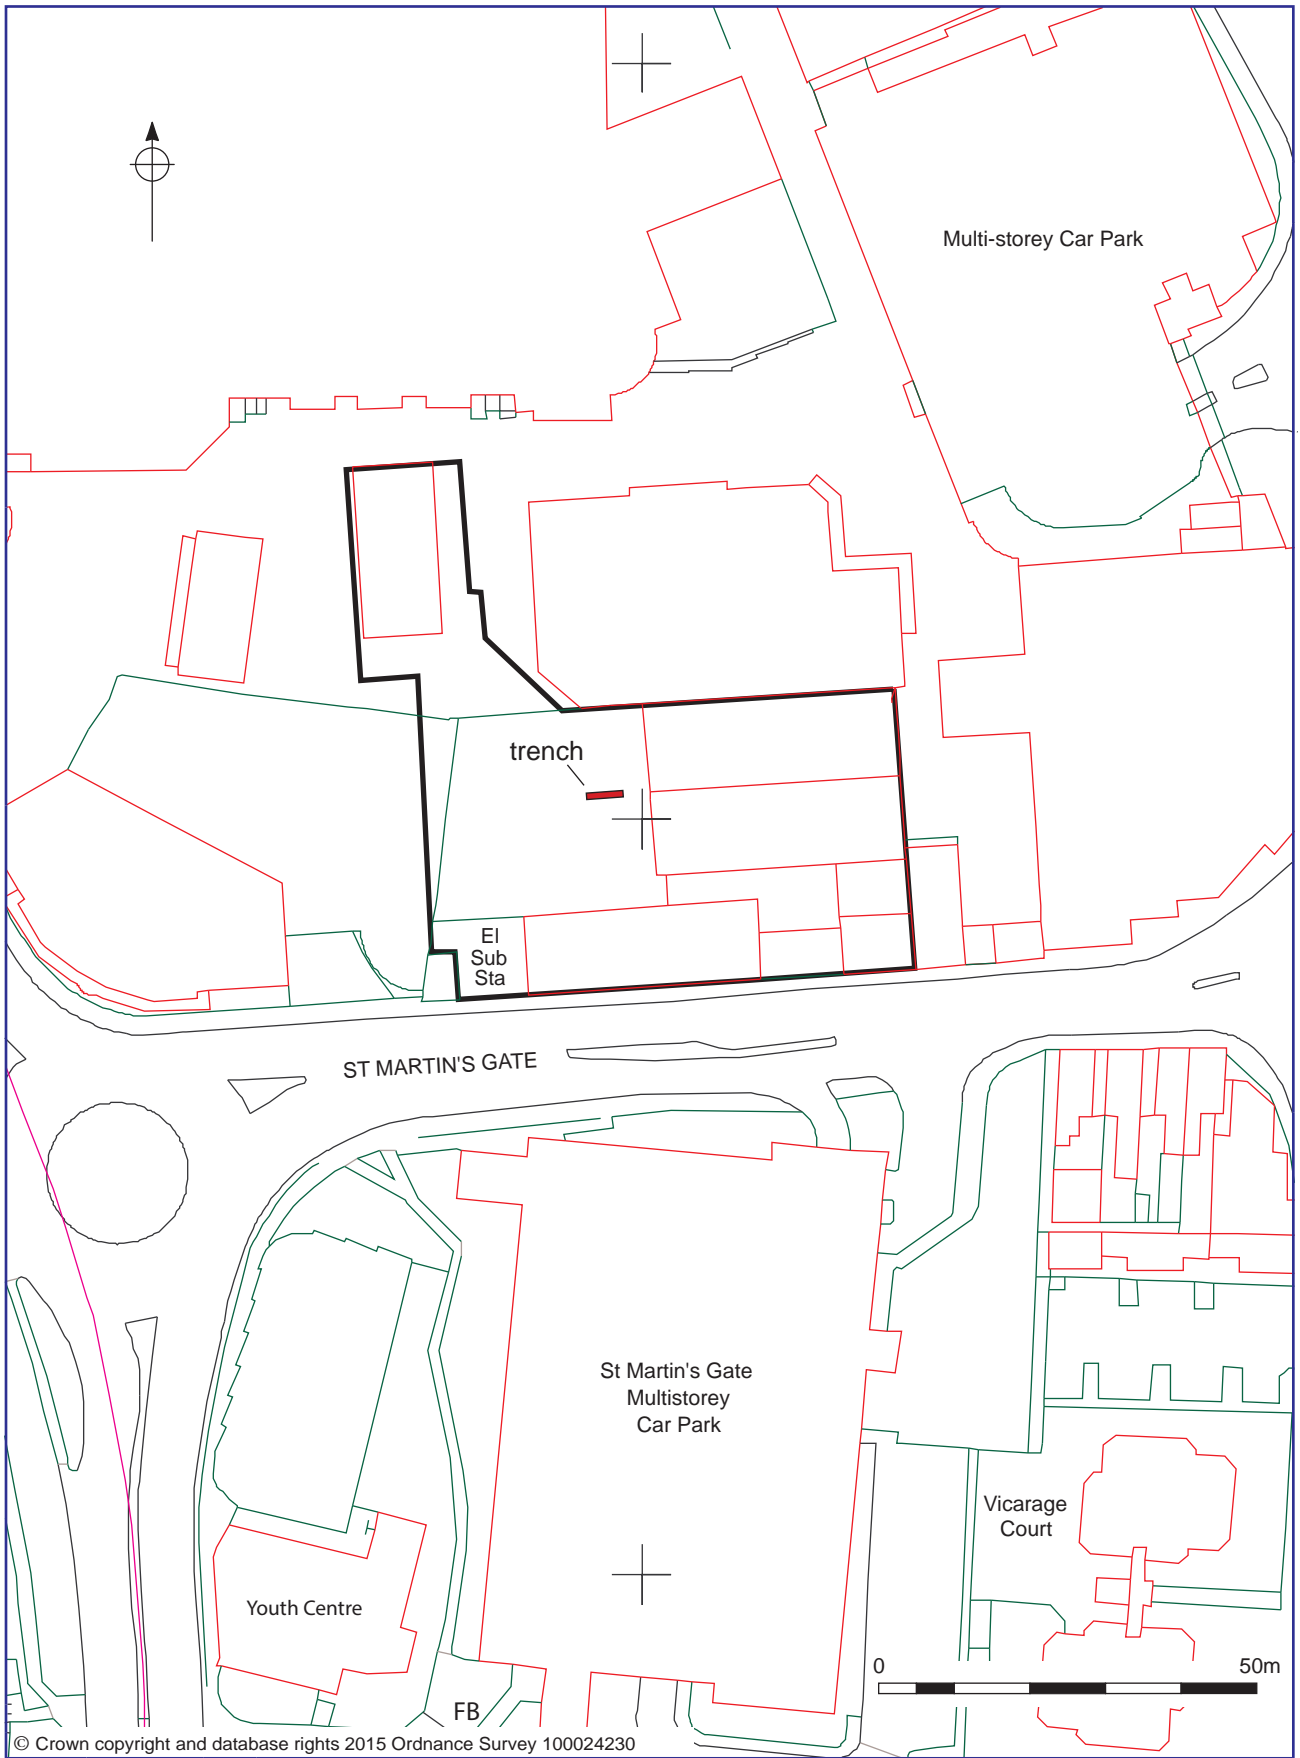 Multi-storey Car Park
trench
El
Sub
Sta
ST MARTIN'S GATE
St Martin's Gate
Multistorey
Car Park
Vicarage
Court
Youth Centre
0 50m
FB
© Crown copyright and database rights 2015 Ordnance Survey 100024230